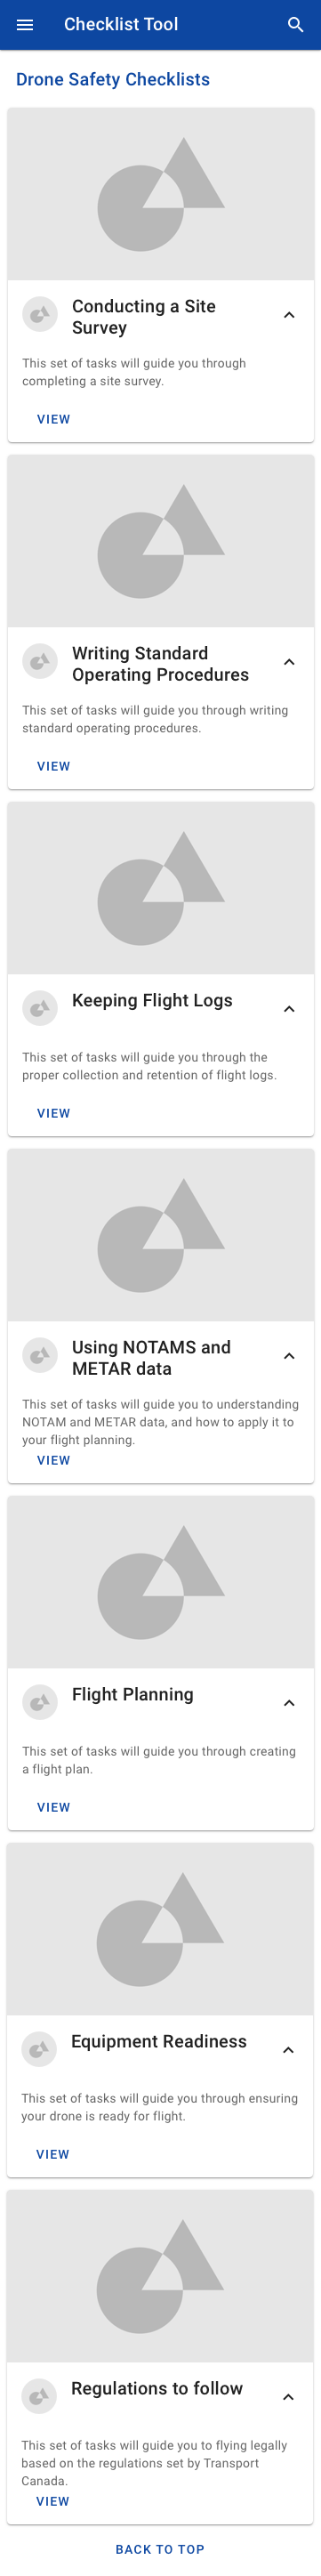 Checklist Tool
Drone Safety Checklists
Conducting a Site
Survey
This set of tasks will guide you through
completing a site survey.
VIEW
Writing Standard
Operating Procedures
This set of tasks will guide you through writing
standard operating procedures.
VIEW
Keeping Flight Logs
This set of tasks will guide you through the
proper collection and retention of flight logs.
VIEW
Using NOTAMS and
METAR data
This set of tasks will guide you to understanding
NOTAM and METAR data, and how to apply it to
your flight planning.
VIEW
Flight Planning
This set of tasks will guide you through creating
a flight plan.
VIEW
Equipment Readiness
This set of tasks will guide you through ensuring
your drone is ready for flight.
VIEW
Regulations to follow
This set of tasks will guide you to flying legally
based on the regulations set by Transport
Canada.
VIEW
BACK TO TOP